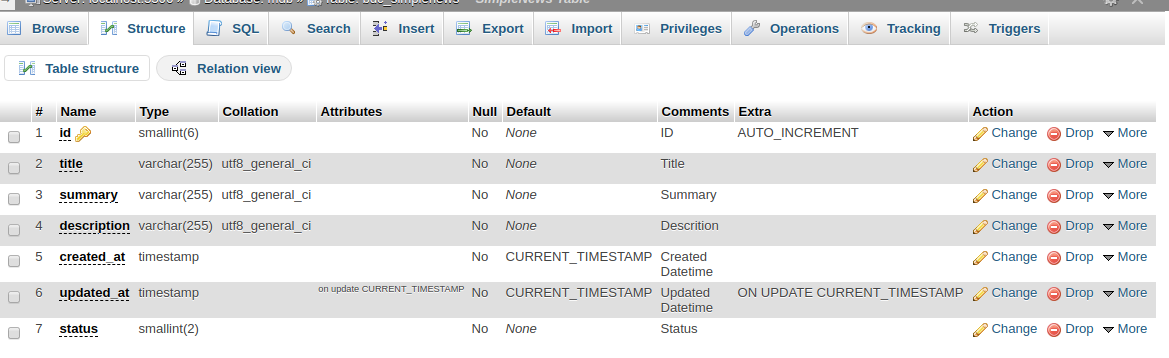 Server: localhost:3306 » Database: mdb » Table: bdc_simplenews "SimpleNews Table"
Browse Structure SQL Search Insert Export Import Privileges Operations Tracking Triggers
Table structure Relation view
# Name Type Collation Attributes Null Default Comments Extra Action
1 id smallint(6) No None ID AUTO_INCREMENT Change Drop More
2 title varchar(255) utf8_general_ci No None Title Change Drop More
3 summary varchar(255) utf8_general_ci No None Summary Change Drop More
4 description varchar(255) utf8_general_ci No None Descrition Change Drop More
5 created_at timestamp No CURRENT_TIMESTAMP Created Change Drop More
Datetime
6 updated_at timestamp on update CURRENT_TIMESTAMP No CURRENT_TIMESTAMP Updated ON UPDATE CURRENT_TIMESTAMP Change Drop More
Datetime
7 status smallint(2) No None Status Change Drop More